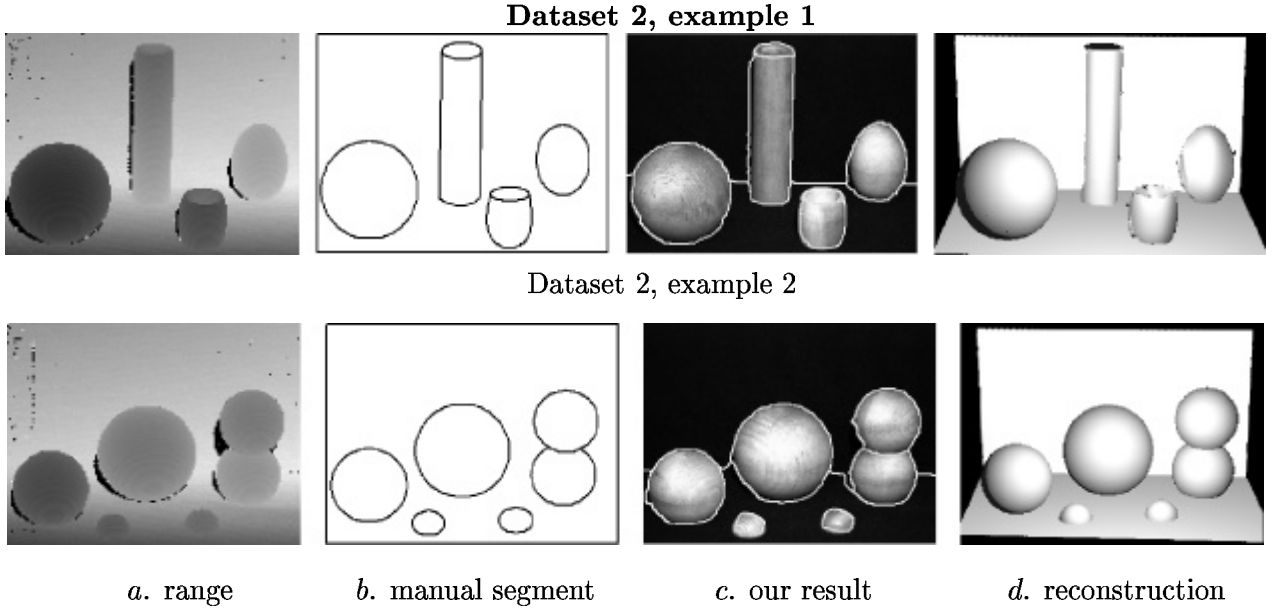 Dataset 2, example 1
Dataset 2, example 2
a. range b. manual segment c. our result d. reconstruction